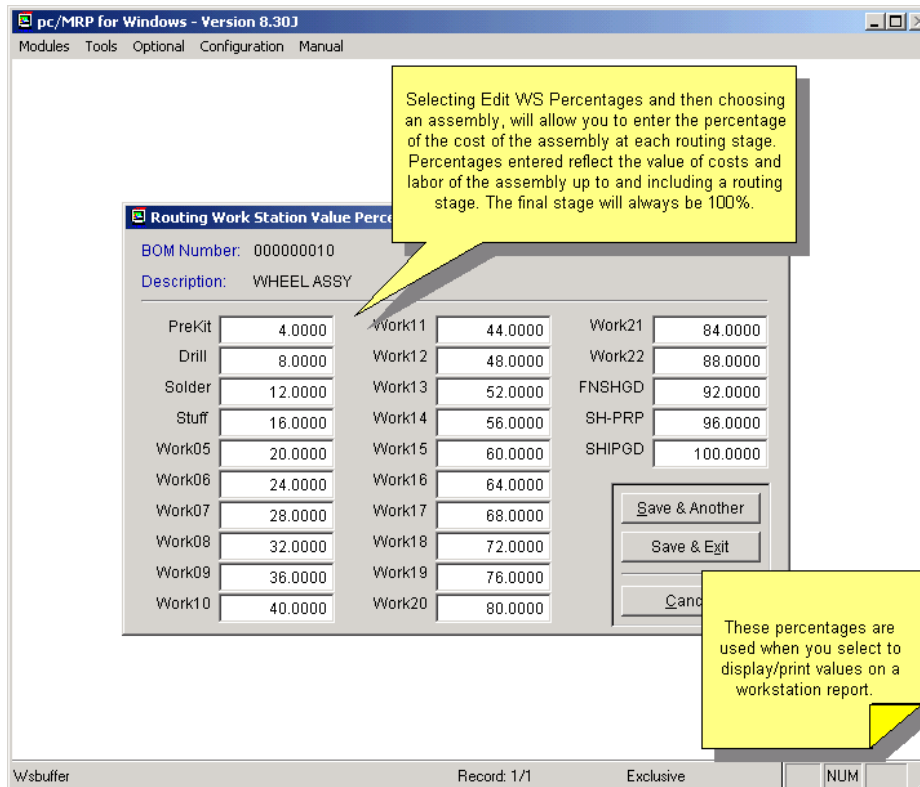 pc/MRP for Windows - Version 8.30J
Modules Tools Optional Configuration Manual
Selecting Edit WS Percentages and then choosing
an assembly, will allow you to enter the percentage
of the cost of the assembly at each routing stage.
Percentages entered reflect the value of costs and
labor of the assembly up to and including a routing
stage. The final stage will always be 100%.
Routing Work Station Value
BOM Number: 000000010
Description: WHEEL ASSY
PreKit 4.0000 Work11 44.0000 Work21 84.0000
Drill 8.0000 Work12 48.0000 Work22 88.0000
Solder 12.0000 Work13 52.0000 FNSHGD 92.0000
Stuff 16.0000 Work14 56.0000 SH-PRP 96.0000
Work05 20.0000 Work15 60.0000 SHIPGD 100.0000
Work06 24.0000 Work16 64.0000
Work07 28.0000 Work17 68.0000 Save & Another
Work08 32.0000 Work18 72.0000 Save & Exit
Work09 36.0000 Work19 76.0000
Work10 40.0000 Work20 80.0000
These percentages are
used when you select to
display/print values on a
workstation report.
Wsbuffer Record: 1/1 Exclusive NUM